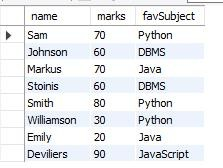 name marks favSubject
Sam 70 Python
Johnson 60 DBMS
Markus 70 Java
Stoinis 60 DBMS
Smith 80 Python
Williamson 30 Python
Emily 20 Java
Deviliers 90 JavaScript